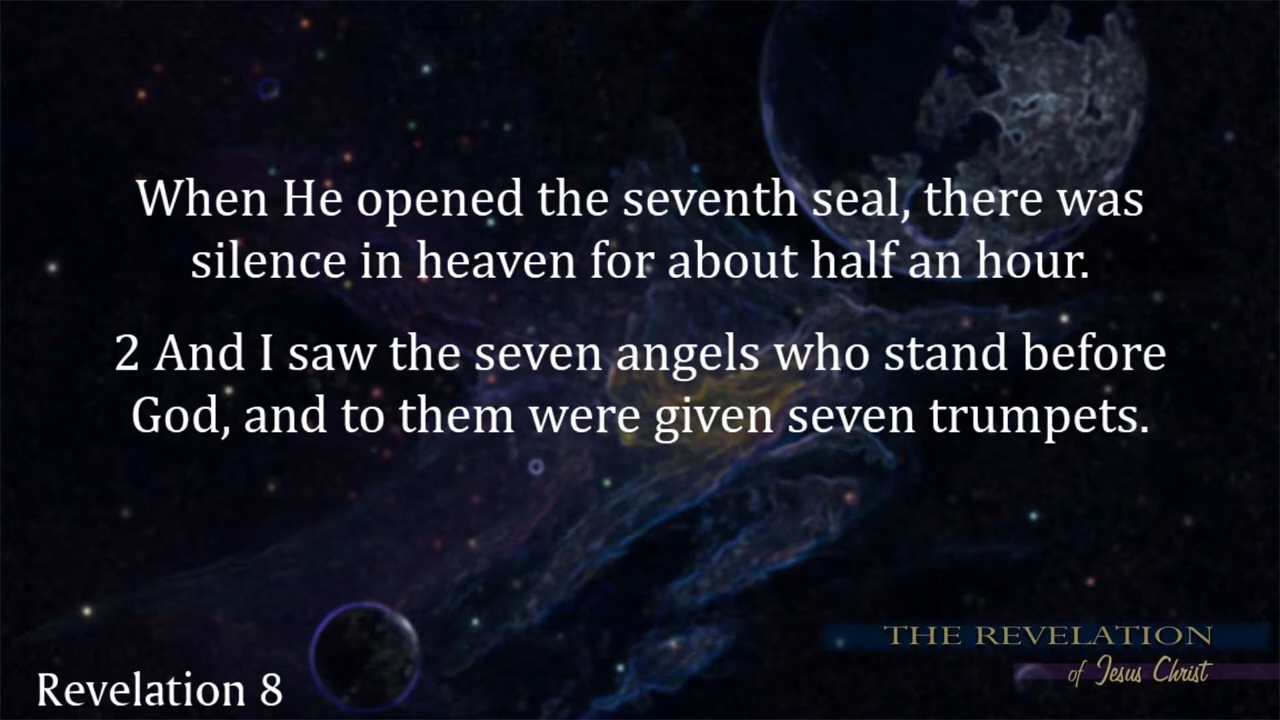 When He opened the seventh seal, there was
silence in heaven for about half an hour.
2 And I saw the seven angels who stand before
God, and to them were given seven trumpets.
THE REVELATION
of Jesus Christ
Revelation 8